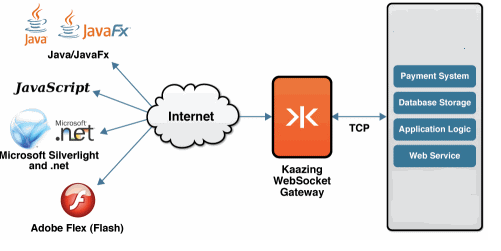 Java
JavaFx
Java/JavaFx
JavaScript
Microsoft
.net
Microsoft Silverlight
and .net
Adobe Flex (Flash)
Internet
Kaazing
WebSocket
Gateway
TCP
Payment System
Database Storage
Application Logic
Web Service